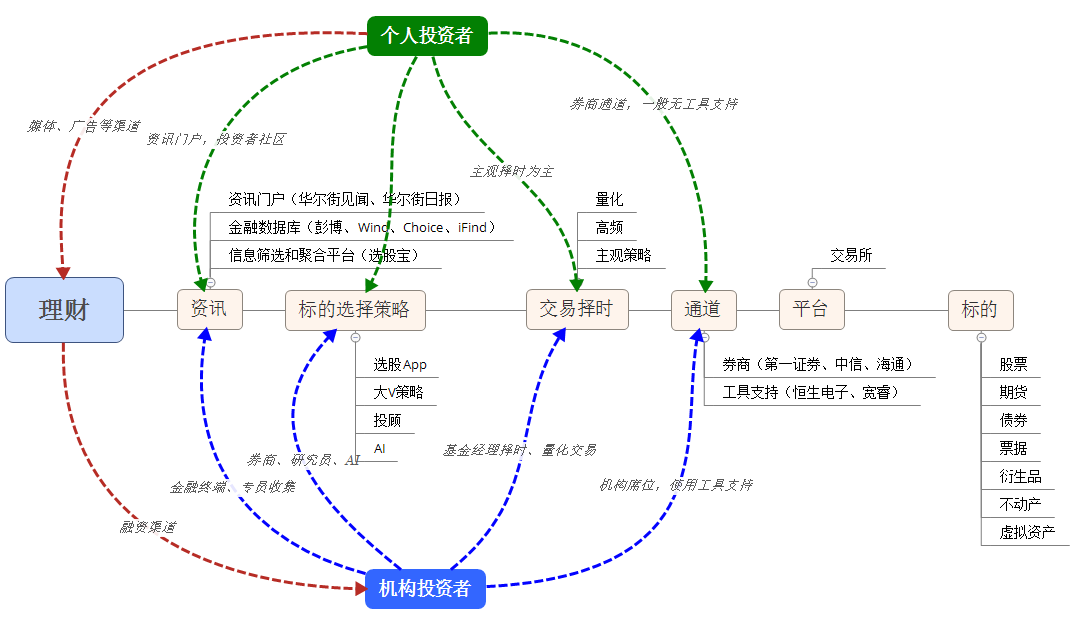 个人投资者
券商通道，一般无工具支持
媒体、广告等渠道
资讯门户，投资者社区
主观择时为主
资讯门户（华尔街见闻、华尔街日报）
量化
金融数据库（彭博、Wind、Choice、iFind）
高频
信息筛选和聚合平台（选股宝）
主观策略
交易所
理财
资讯
标的选择策略
交易择时
通道
平台
标的
选股App
券商（第一证券、中信、海通）
股票
大V策略
工具支持（恒生电子、宽睿）
期货
投顾
债券
AI
票据
券商、研究员、AI
基金经理择时、量化交易
衍生品
金融终端、专员收集
机构席位，使用工具支持
不动产
融资渠道
虚拟资产
机构投资者